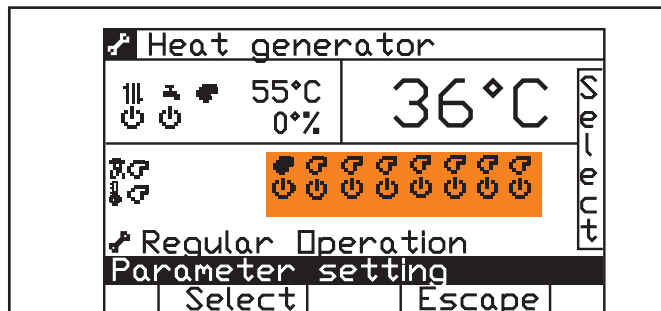 Heat generator
55°C
36°C
0°%
Select
Regular Operation
Parameter setting
Select Escape